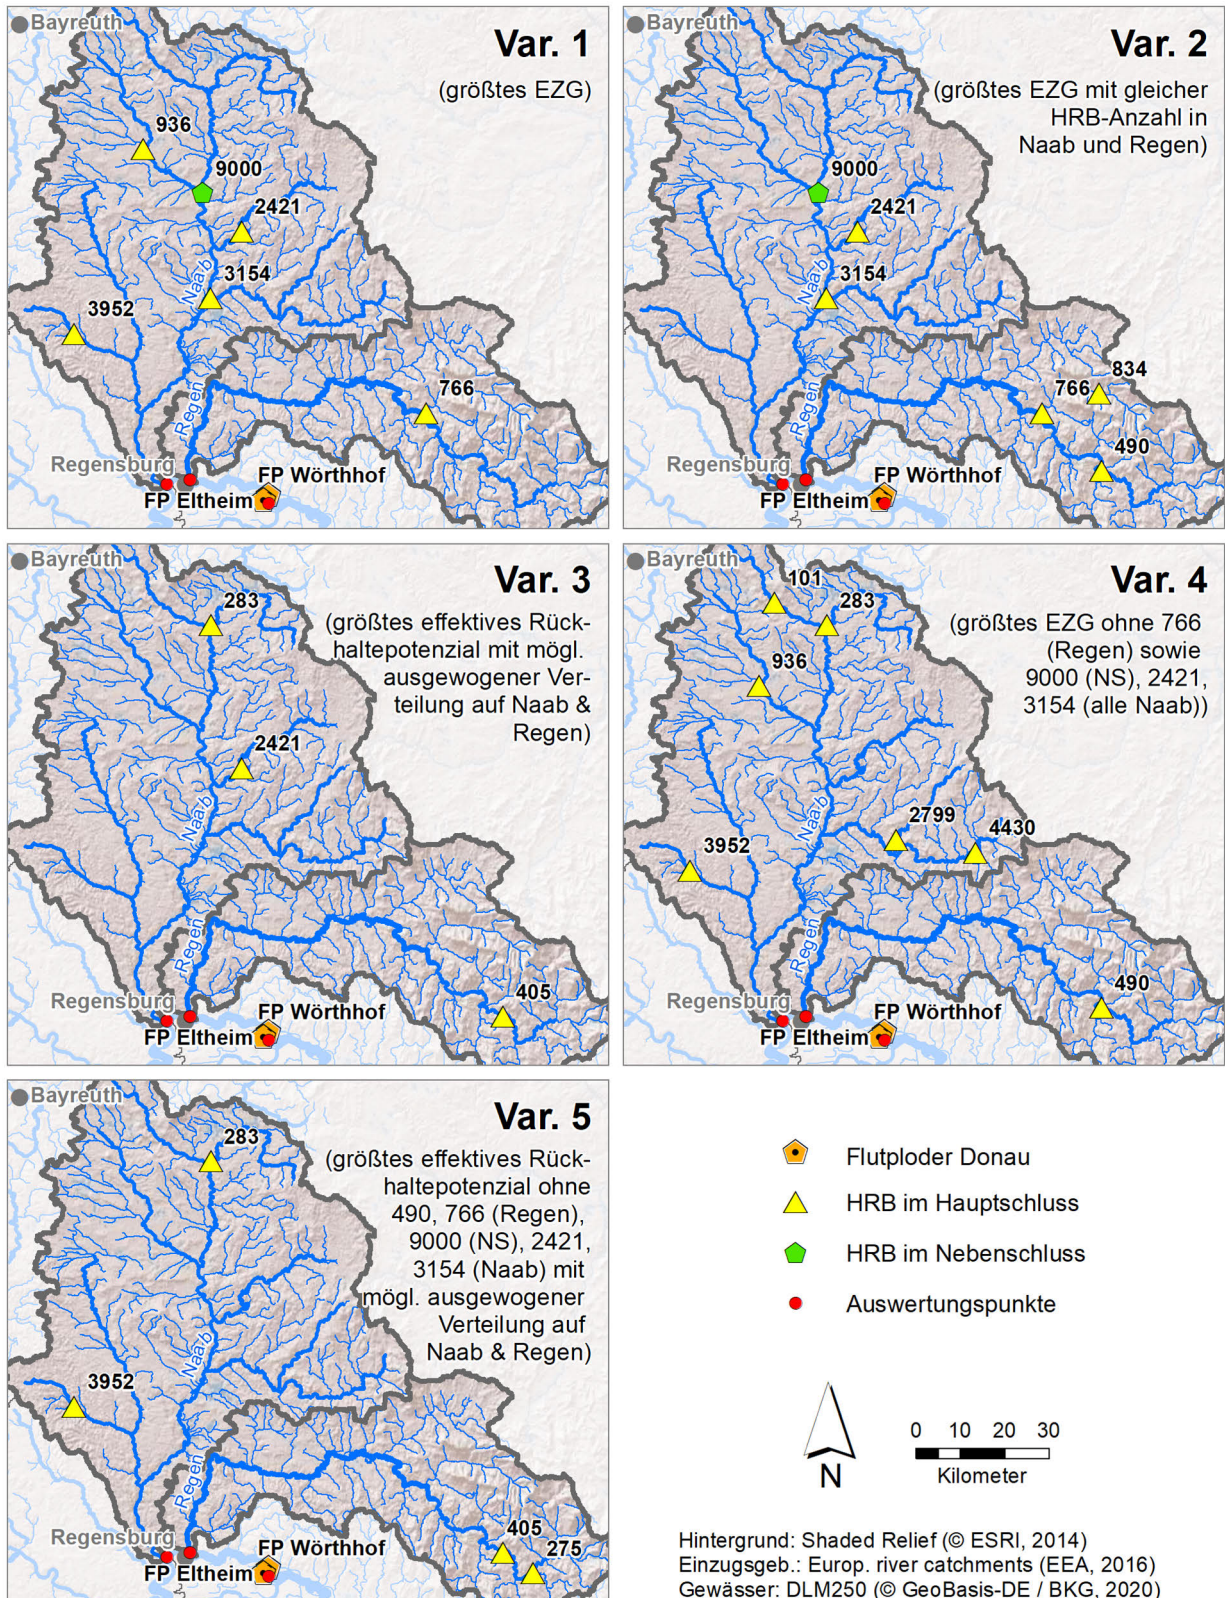 Bayreuth
Var. 1
(größtes EZG)
936
9000
2421
Naab
3154
3952
766
Regen
Regensburg
FP Wörthhof
FP Eltheim
Bayreuth
Var. 2
(größtes EZG mit gleicher
HRB-Anzahl in
Naab und Regen)
9000
2421
Naab
3154
834
766
Regen
490
Regensburg
FP Wörthhof
FP Eltheim
Bayreuth
Var. 3
(größtes effektives Rück-
haltepotenzial mit mögl.
ausgewogener Ver-
teilung auf Naab &
Regen)
283
2421
Naab
Regen
405
Regensburg
FP Wörthhof
FP Eltheim
Bayreuth
Var. 4
(größtes EZG ohne 766
(Regen) sowie
9000 (NS), 2421,
3154 (alle Naab))
101
283
936
Naab
2799
4430
3952
Regen
490
Regensburg
FP Wörthhof
FP Eltheim
Bayreuth
Var. 5
(größtes effektives Rück-
haltepotenzial ohne
490, 766 (Regen),
9000 (NS), 2421,
3154 (Naab) mit
mögl. ausgewogener
Verteilung auf
Naab & Regen)
283
Naab
3952
Regen
405
275
Regensburg
FP Wörthhof
FP Eltheim
Flutploder Donau
HRB im Hauptschluss
HRB im Nebenschluss
Auswertungspunkte
N
0 10 20 30
Kilometer
Hintergrund: Shaded Relief (© ESRI, 2014)
Einzugsgeb.: Europ. river catchments (EEA, 2016)
Gewässer: DLM250 (© GeoBasis-DE / BKG, 2020)